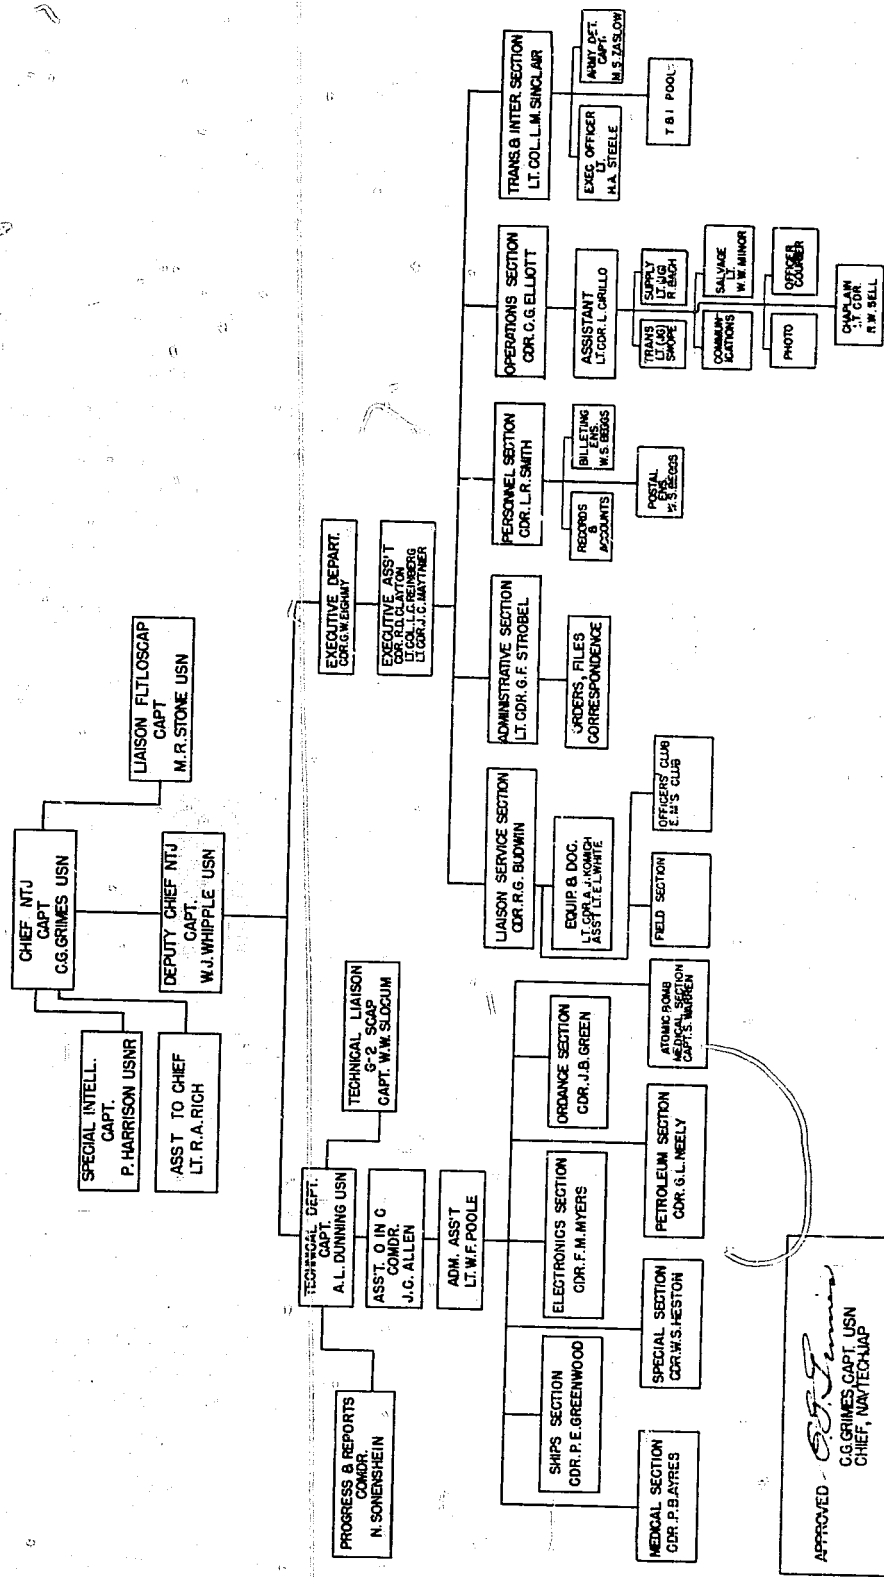 CHIEF NTJ
CAPT
C.G.GRIMES USN
SPECIAL INTELL.
CAPT.
P. HARRISON USNR
ASS'T TO CHIEF
LT. R.A. RICH
LIAISON FLTLOSCAP
CAPT
M.R. STONE USN
DEPUTY CHIEF NTJ
CAPT.
W.J. WHIPPLE USN
TECHNICAL DEPT.
CAPT.
A.L. DUNNING USN
PROGRESS & REPORTS
COMDR.
N. SONENSHEIN
TECHNICAL LIAISON
G-2 SCAP
CAPT. W.W. SLOCUM
ASS'T. O IN C
COMDR.
J.C. ALLEN
ADM. ASS'T
LT. W.F. POOLE
SHIPS SECTION
CDR. P.E. GREENWOOD
ELECTRONICS SECTION
CDR. F.M. MYERS
ORDANCE SECTION
CDR. J.B. GREEN
MEDICAL SECTION
CDR. P.B. AYRES
SPECIAL SECTION
CDR. W.S. HESTON
PETROLEUM SECTION
CDR. G.L. NEELY
ATOMIC BOMB
MEDICAL SECTION
CAPT. S. WARREN
EXECUTIVE DEPART.
CDR. G.W. EIGHMY
EXECUTIVE ASS'T
CDR. R.D. CLAYTON
LT. COL. L.C. REINBERG
LT. CDR. J.C. MAYTNIER
LIAISON SERVICE SECTION
CDR. R.G. BUDWIN
EQUIP. & DOC.
LT. CDR. A.J. KOMICH
ASST LT. E.L. WHITE
FIELD SECTION
OFFICERS' CLUB
E.M'S CLUB
ADMINISTRATIVE SECTION
LT. CDR. G.F. STROBEL
ORDERS, FILES
CORRESPONDENCE
PERSONNEL SECTION
CDR. L.R. SMITH
RECORDS
&
ACCOUNTS
BILLETING
ENS.
W.S. BEGGS
POSTAL
ENS.
W.S. BEGGS
OPERATIONS SECTION
CDR. C.G. ELLIOTT
ASSISTANT
LT. CDR. L. CIRILLO
TRANS
LT. (JG)
SWOPE
SUPPLY
LT. (JG)
R. BACH
COMMUN-
ICATIONS
SALVAGE
LT.
W.W. MINOR
PHOTO
OFFICER
COURIER
CHAPLAIN
LT. CDR.
R.W. SELL
TRANS. & INTER. SECTION
LT. COL. L.M. SINCLAIR
EXEC OFFICER
LT.
H.A. STEELE
ARMY DET.
CAPT.
M.S. ZASLOW
T & I POOL
APPROVED - C.G. Grimes
C.G. GRIMES, CAPT. USN
CHIEF, NAVTECHJAP